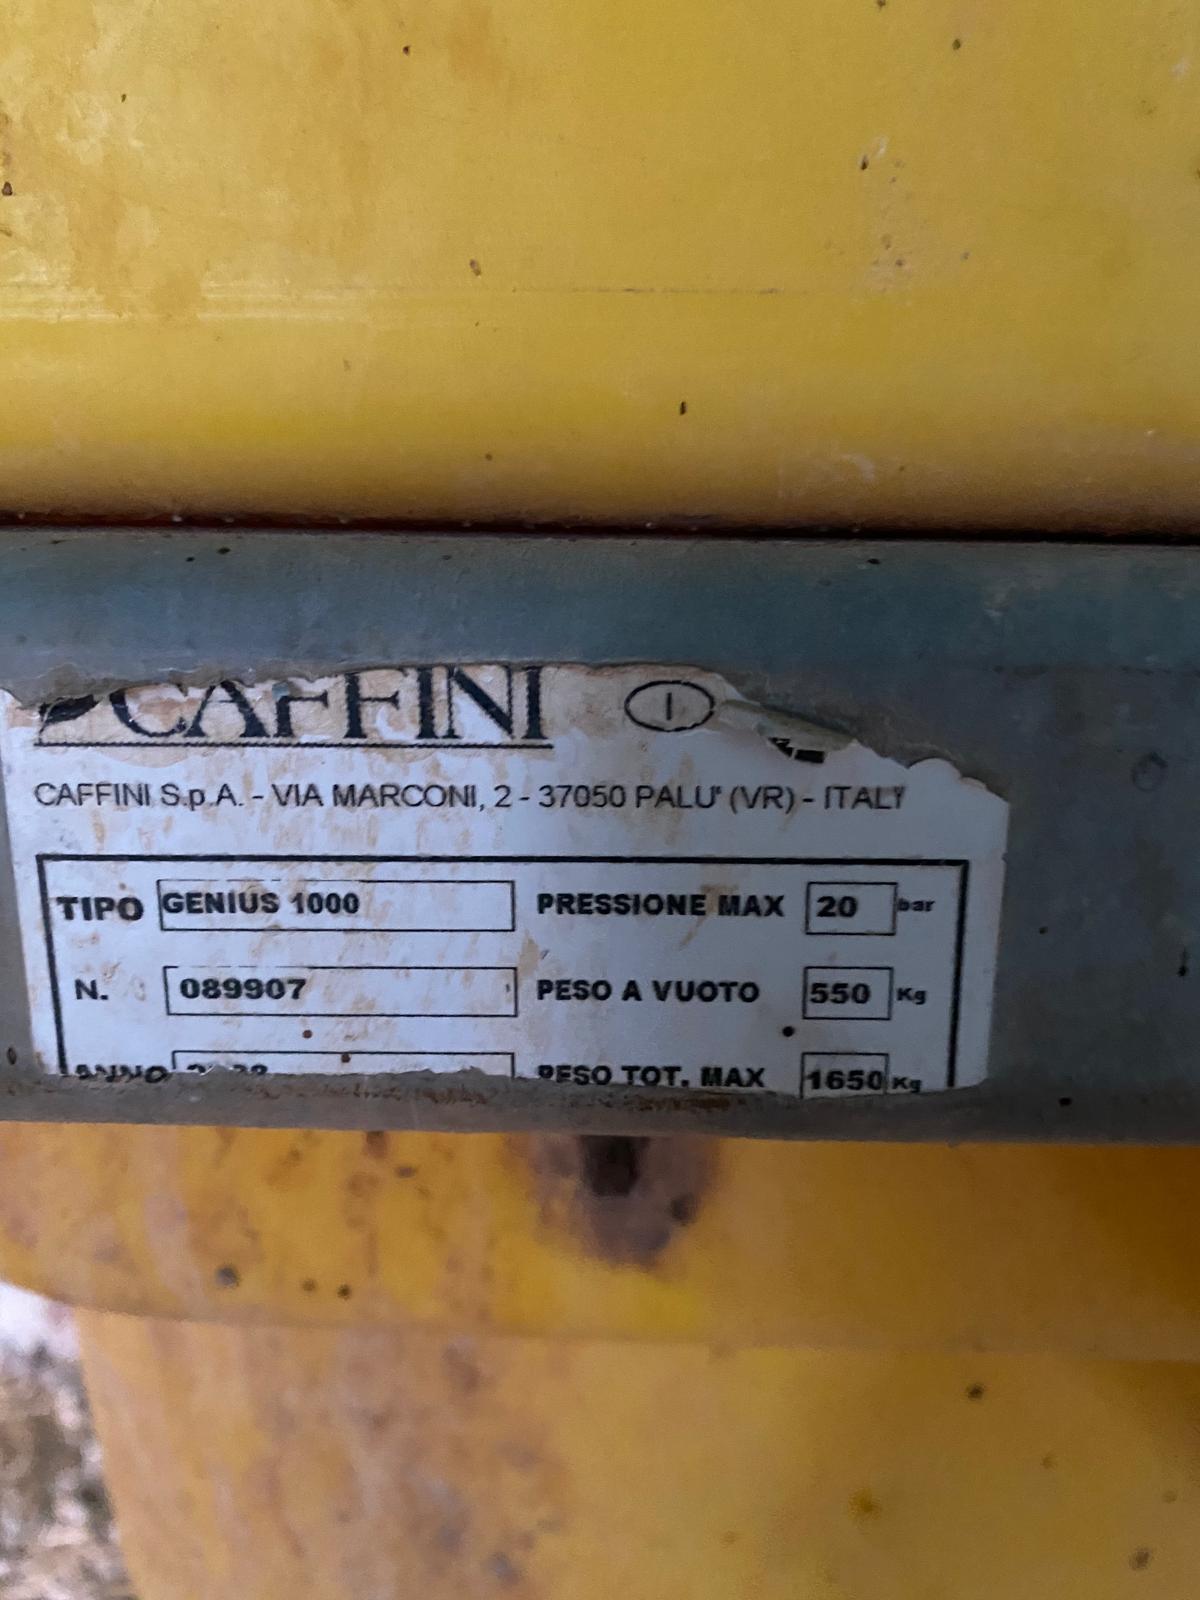 CAFFINI I
CAFFINI S.p.A. - VIA MARCONI, 2 - 37050 PALU' (VR) - ITALY
TIPO GENIUS 1000 PRESSIONE MAX 20 bar
N. 089907 PESO A VUOTO 550 Kg
ANNO PESO TOT. MAX 1650 Kg